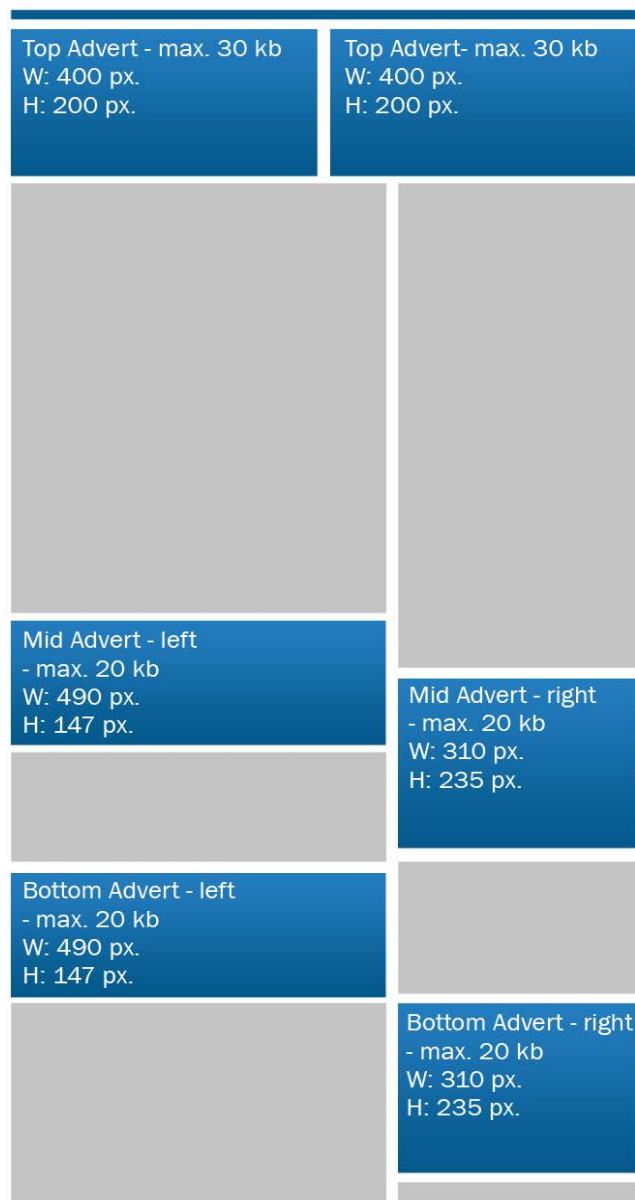 Top Advert - max. 30 kb
W: 400 px.
H: 200 px.
Top Advert- max. 30 kb
W: 400 px.
H: 200 px.
Mid Advert - left
- max. 20 kb
W: 490 px.
H: 147 px.
Mid Advert - right
- max. 20 kb
W: 310 px.
H: 235 px.
Bottom Advert - left
- max. 20 kb
W: 490 px.
H: 147 px.
Bottom Advert - right
- max. 20 kb
W: 310 px.
H: 235 px.